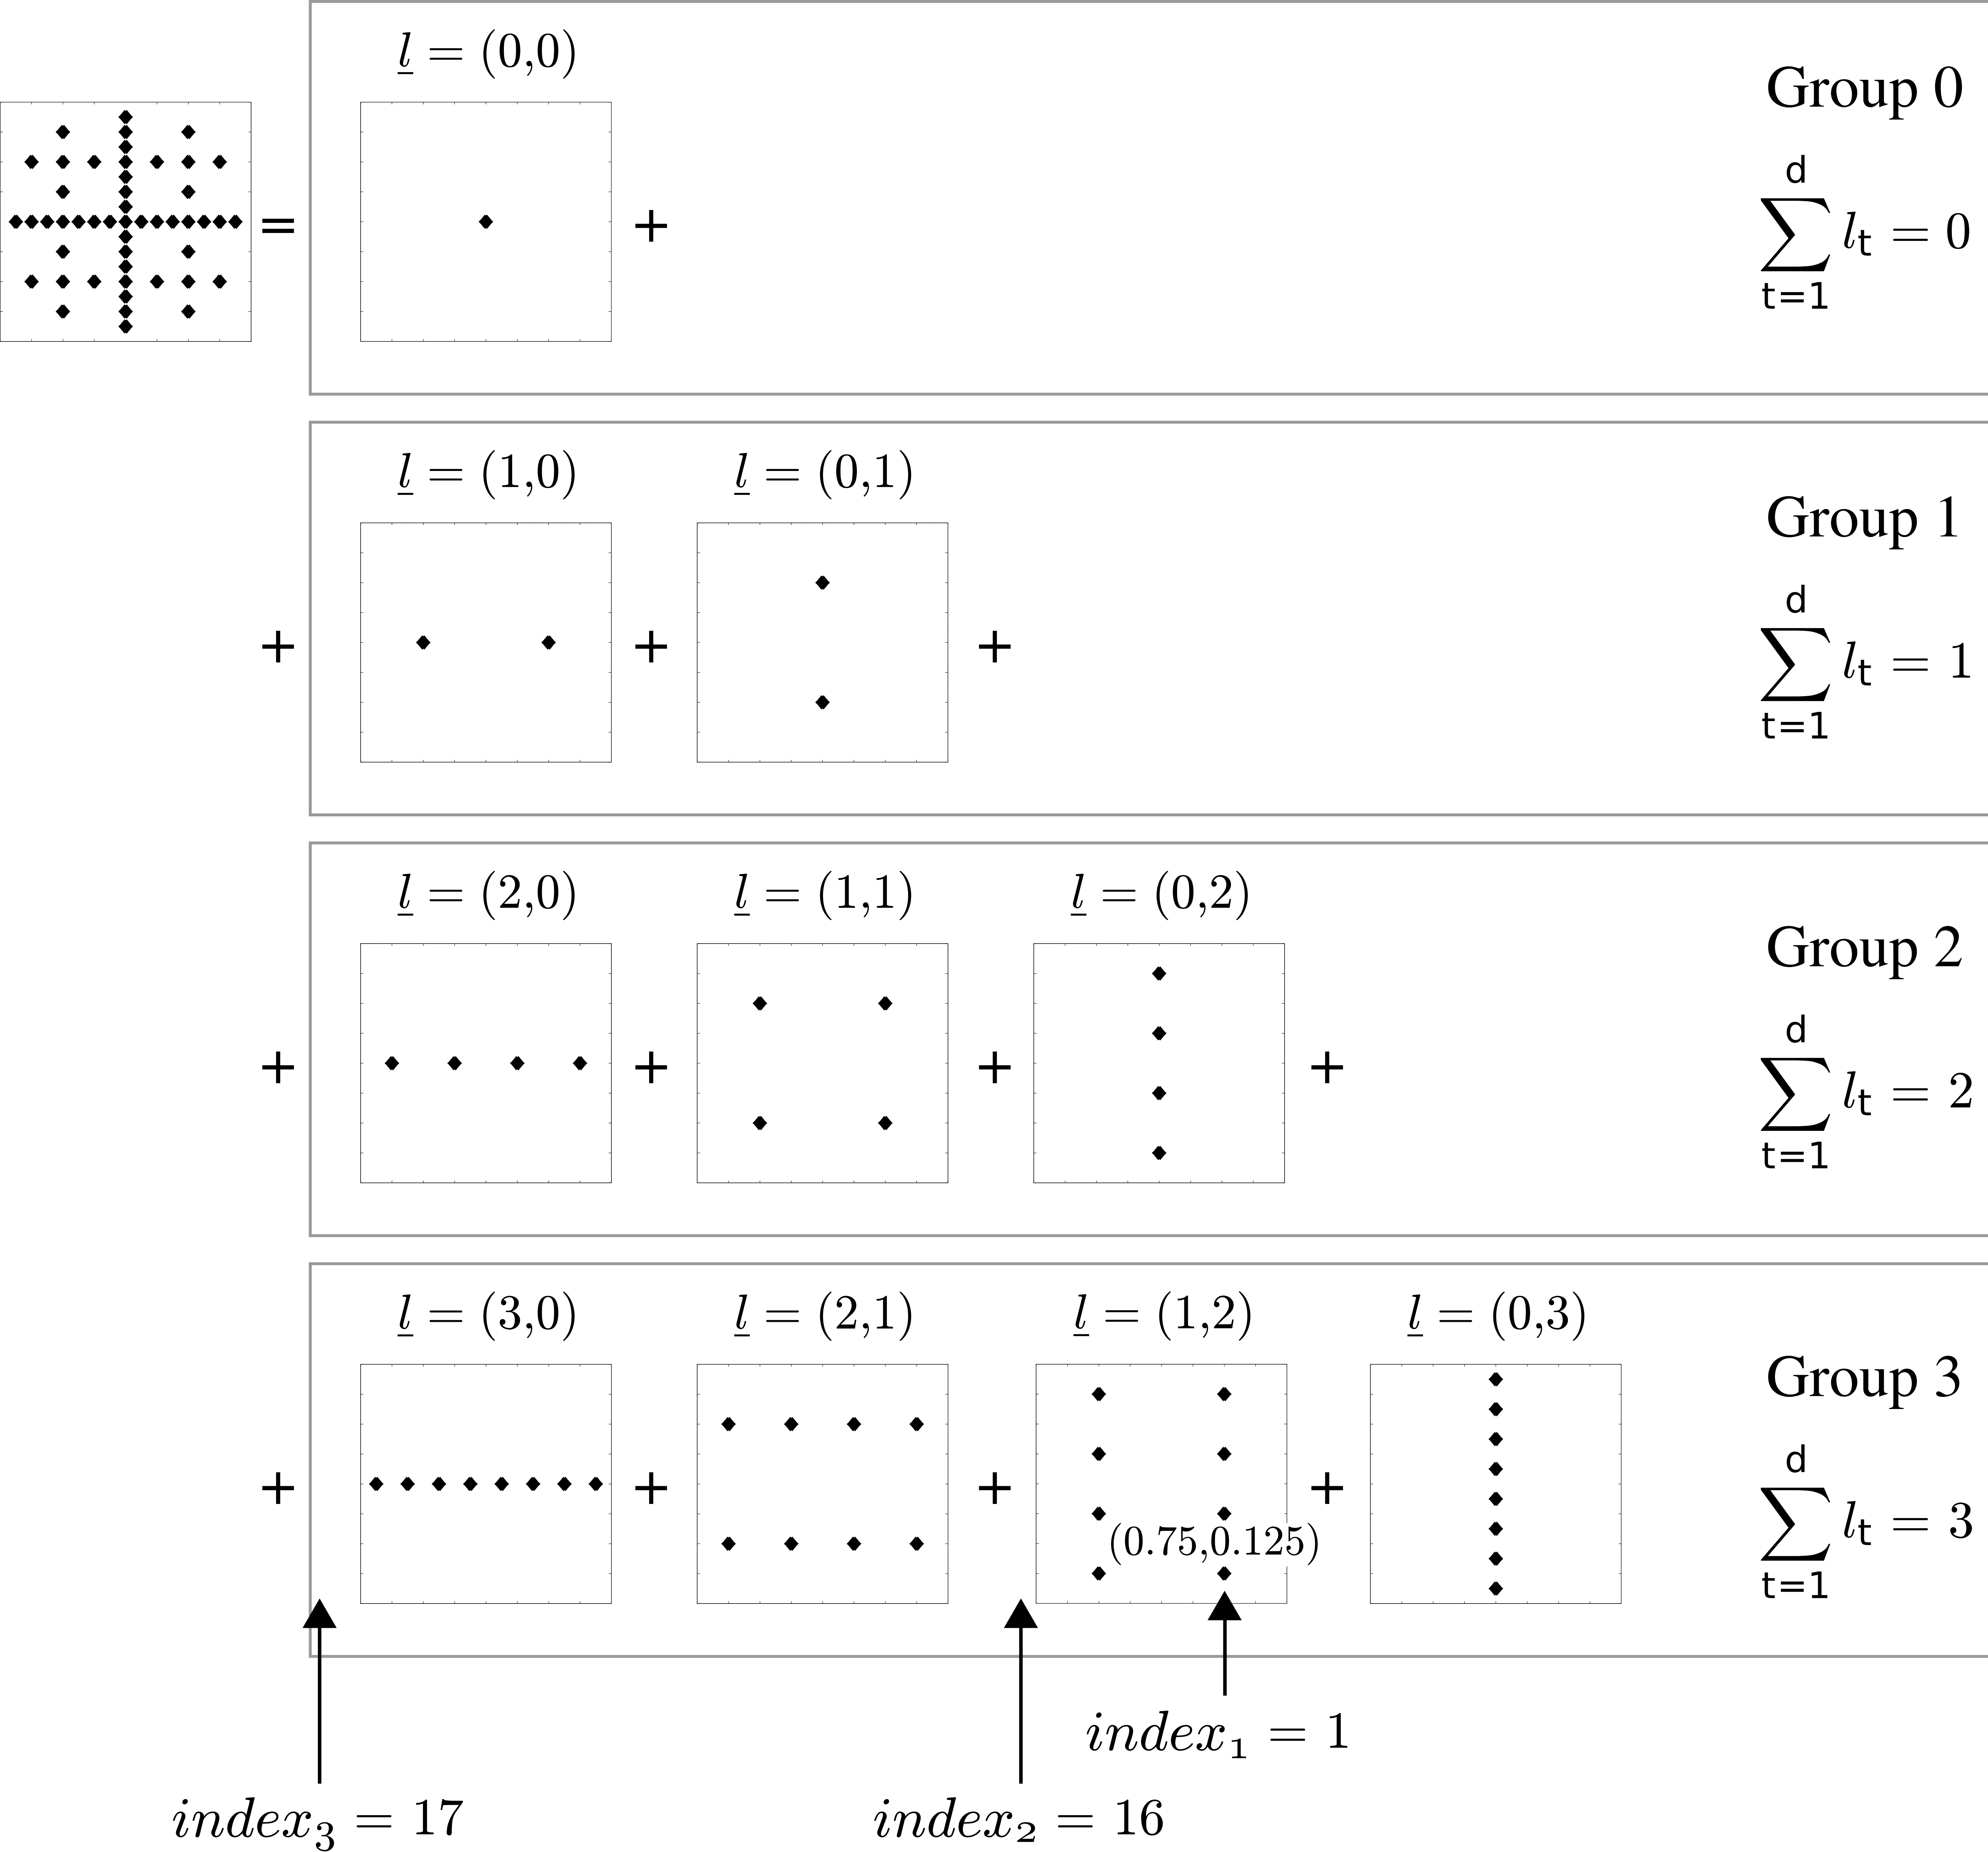 l = (0,0)
Group 0
d
∑ l_t = 0
t=1
=
+
l = (1,0)
l = (0,1)
Group 1
d
∑ l_t = 1
t=1
+
+
+
l = (2,0)
l = (1,1)
l = (0,2)
Group 2
d
∑ l_t = 2
t=1
+
+
+
+
l = (3,0)
l = (2,1)
l = (1,2)
l = (0,3)
Group 3
d
∑ l_t = 3
t=1
+
+
+
+
(0.75,0.125)
index_1 = 1
index_3 = 17
index_2 = 16